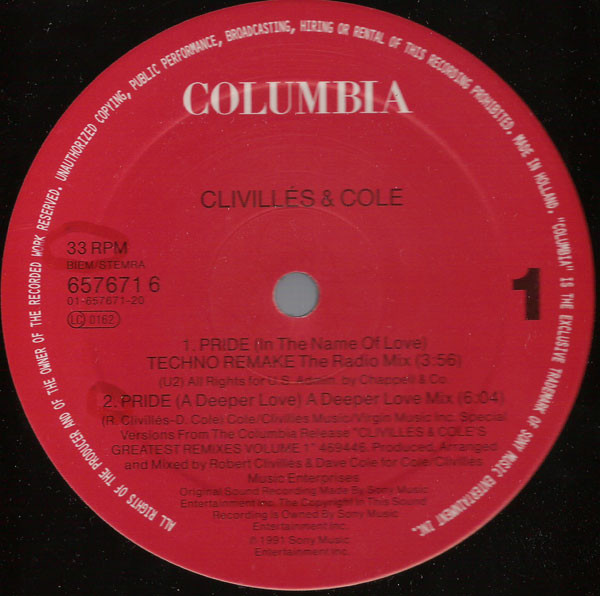 ALL RIGHTS OF THE PRODUCER AND OF THE OWNER OF THE RECORDED WORK RESERVED. UNAUTHORIZED COPYING, PUBLIC PERFORMANCE, BROADCASTING, HIRING OR RENTAL OF THIS RECORDING PROHIBITED. MADE IN HOLLAND. "COLUMBIA" IS THE EXCLUSIVE TRADEMARK OF SONY MUSIC ENTERTAINMENT INC.
COLUMBIA
CLIVILLÉS & COLE
33 RPM
BIEM/STEMRA
657671 6
01-657671-20
LC 0162
1
1. PRIDE (In The Name Of Love)
TECHNO REMAKE The Radio Mix (3:56)
(U2) All Rights for U.S. Admin. by Chappell & Co.
2. PRIDE (A Deeper Love) A Deeper Love Mix (6:04)
(R. Clivillés-D. Cole) Cole/Clivilles Music/Virgin Music Inc. Special
Versions From The Columbia Release "CLIVILLÉS & COLE'S
GREATEST REMIXES VOLUME 1" 469446. Produced, Arranged
and Mixed by Robert Clivillés & Dave Cole for Cole/Clivilles
Music Enterprises
Original Sound Recording Made By Sony Music
Entertainment Inc. The Copyright In This Sound
Recording is Owned By Sony Music
Entertainment Inc.
℗1991 Sony Music
Entertainment Inc.